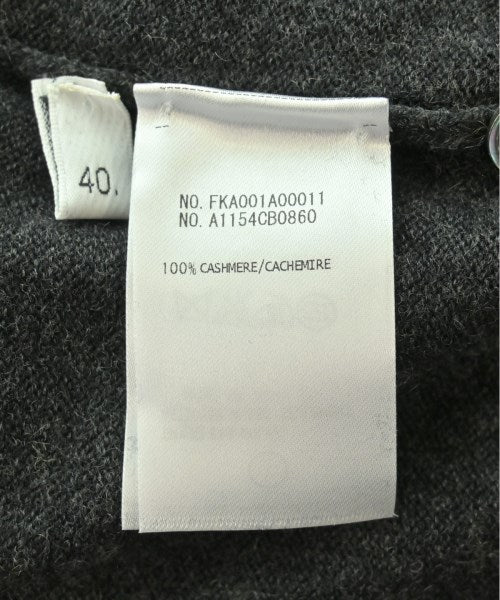 40.
NO. FKA001A00011
NO. A1154CB0860
100% CASHMERE/CACHEMIRE